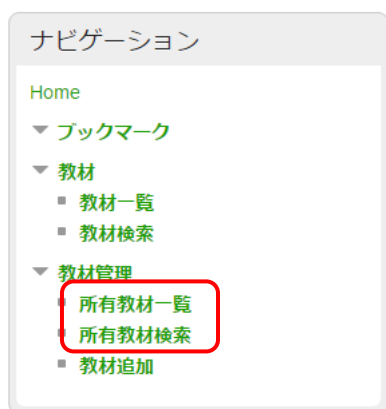 ナビゲーション
Home
ブックマーク
教材
教材一覧
教材検索
教材管理
所有教材一覧
所有教材検索
教材追加